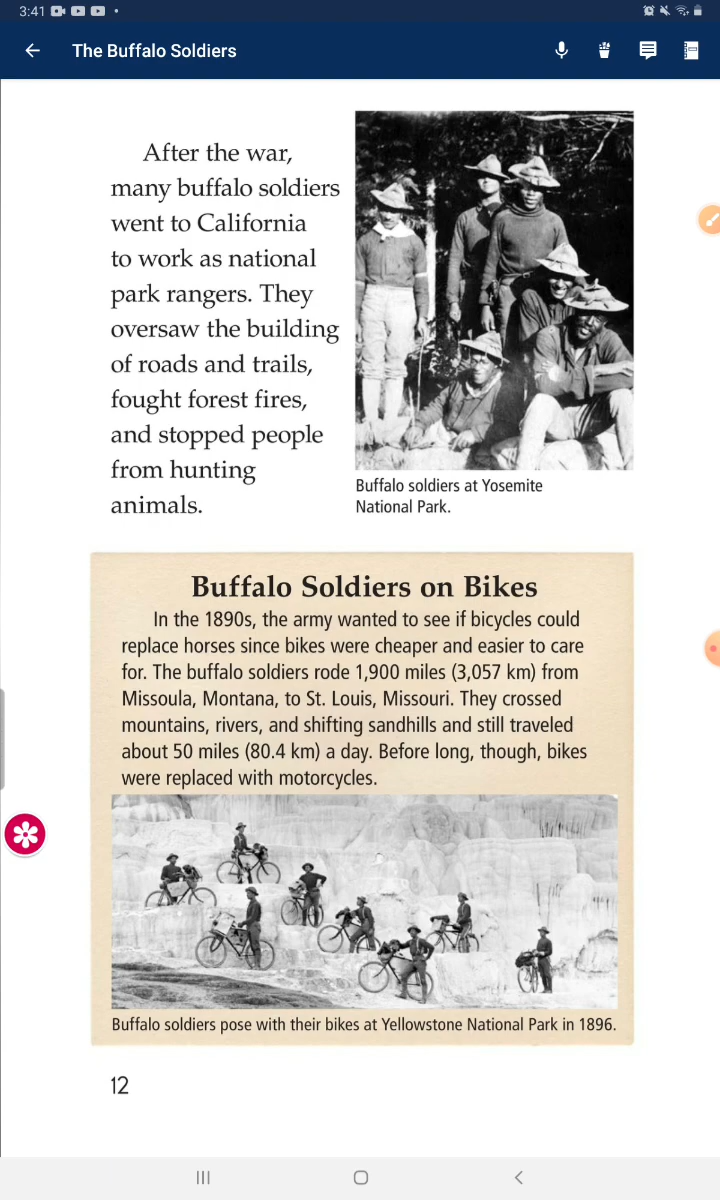 3:41
The Buffalo Soldiers
After the war,
many buffalo soldiers
went to California
to work as national
park rangers. They
oversaw the building
of roads and trails,
fought forest fires,
and stopped people
from hunting
animals.
Buffalo soldiers at Yosemite
National Park.
Buffalo Soldiers on Bikes
In the 1890s, the army wanted to see if bicycles could
replace horses since bikes were cheaper and easier to care
for. The buffalo soldiers rode 1,900 miles (3,057 km) from
Missoula, Montana, to St. Louis, Missouri. They crossed
mountains, rivers, and shifting sandhills and still traveled
about 50 miles (80.4 km) a day. Before long, though, bikes
were replaced with motorcycles.
Buffalo soldiers pose with their bikes at Yellowstone National Park in 1896.
12